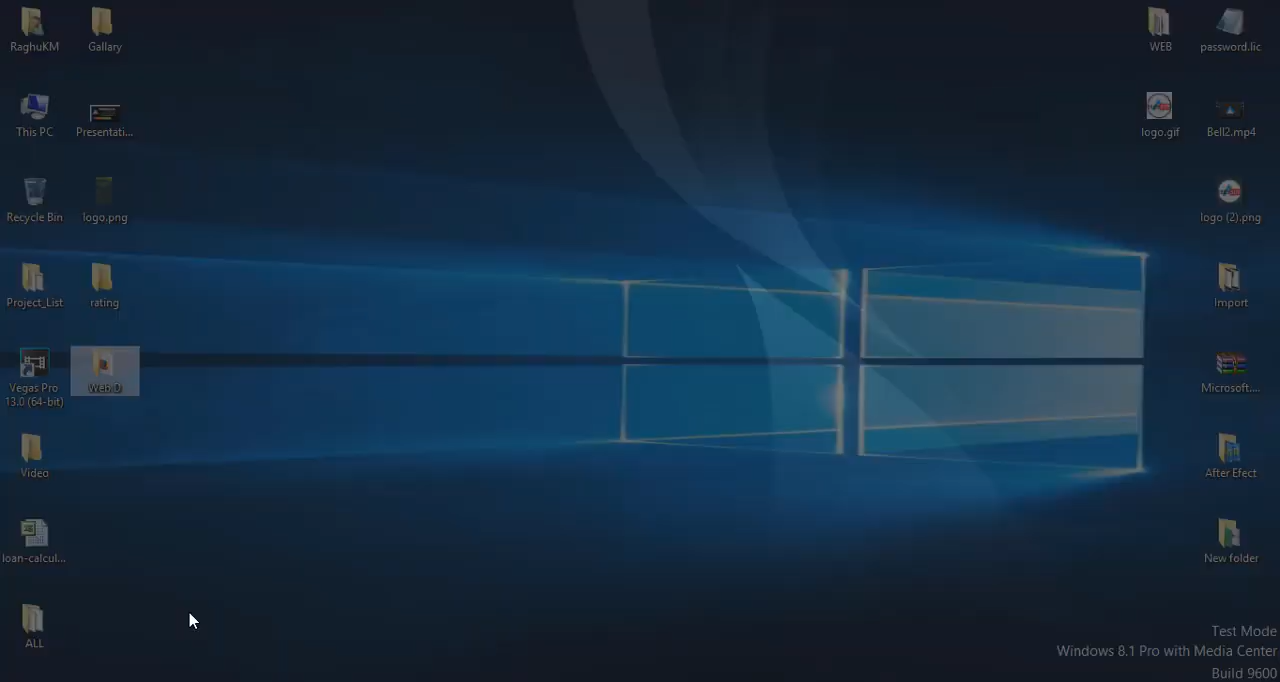 RaghuKM
Gallary
WEB
password.lic
This PC
Presentati...
logo.gif
Bell2.mp4
Recycle Bin
logo.png
logo (2).png
Project_List
rating
Import
Vegas Pro
13.0 (64-bit)
Web D
Microsoft....
Video
After Efect
loan-calcul...
New folder
ALL
Test Mode
Windows 8.1 Pro with Media Center
Build 9600